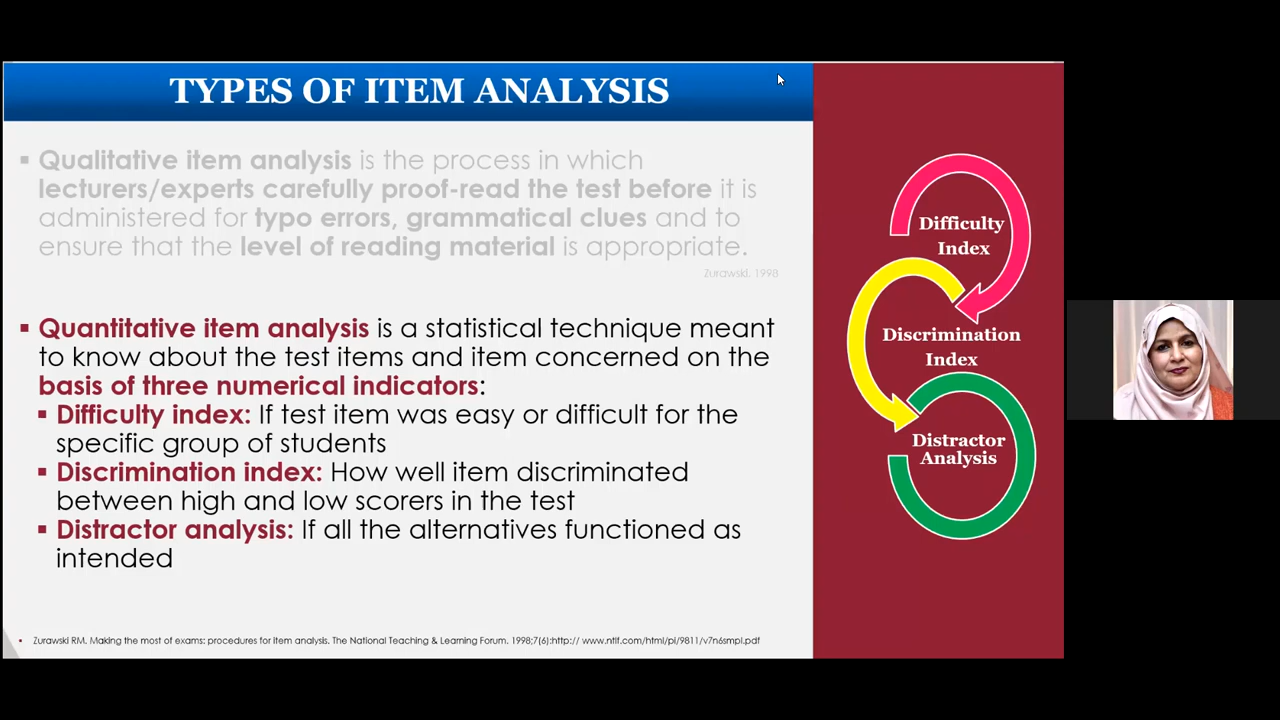 TYPES OF ITEM ANALYSIS
▪ Qualitative item analysis is the process in which
lecturers/experts carefully proof-read the test before it is
administered for typo errors, grammatical clues and to
ensure that the level of reading material is appropriate.
Zurawski, 1998
▪ Quantitative item analysis is a statistical technique meant
to know about the test items and item concerned on the
basis of three numerical indicators:
▪ Difficulty index: If test item was easy or difficult for the
specific group of students
▪ Discrimination index: How well item discriminated
between high and low scorers in the test
▪ Distractor analysis: If all the alternatives functioned as
intended
▪ Zurawski RM. Making the most of exams: procedures for item analysis. The National Teaching & Learning Forum. 1998;7(6):http:// www.ntlf.com/html/pi/9811/v7n6smpl.pdf
Difficulty
Index
Discrimination
Index
Distractor
Analysis